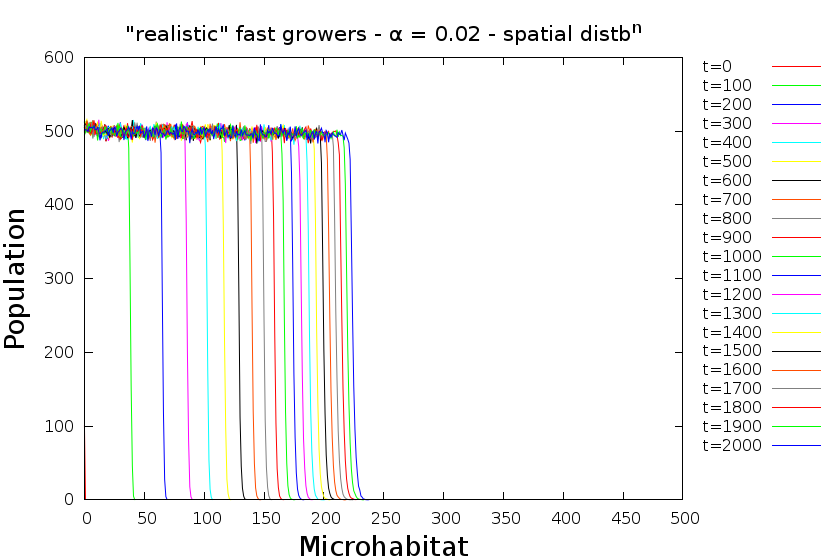 "realistic" fast growers - α = 0.02 - spatial distbⁿ
600
500
400
300
200
100
0
Population
0 50 100 150 200 250 300 350 400 450 500
Microhabitat
t=0
t=100
t=200
t=300
t=400
t=500
t=600
t=700
t=800
t=900
t=1000
t=1100
t=1200
t=1300
t=1400
t=1500
t=1600
t=1700
t=1800
t=1900
t=2000